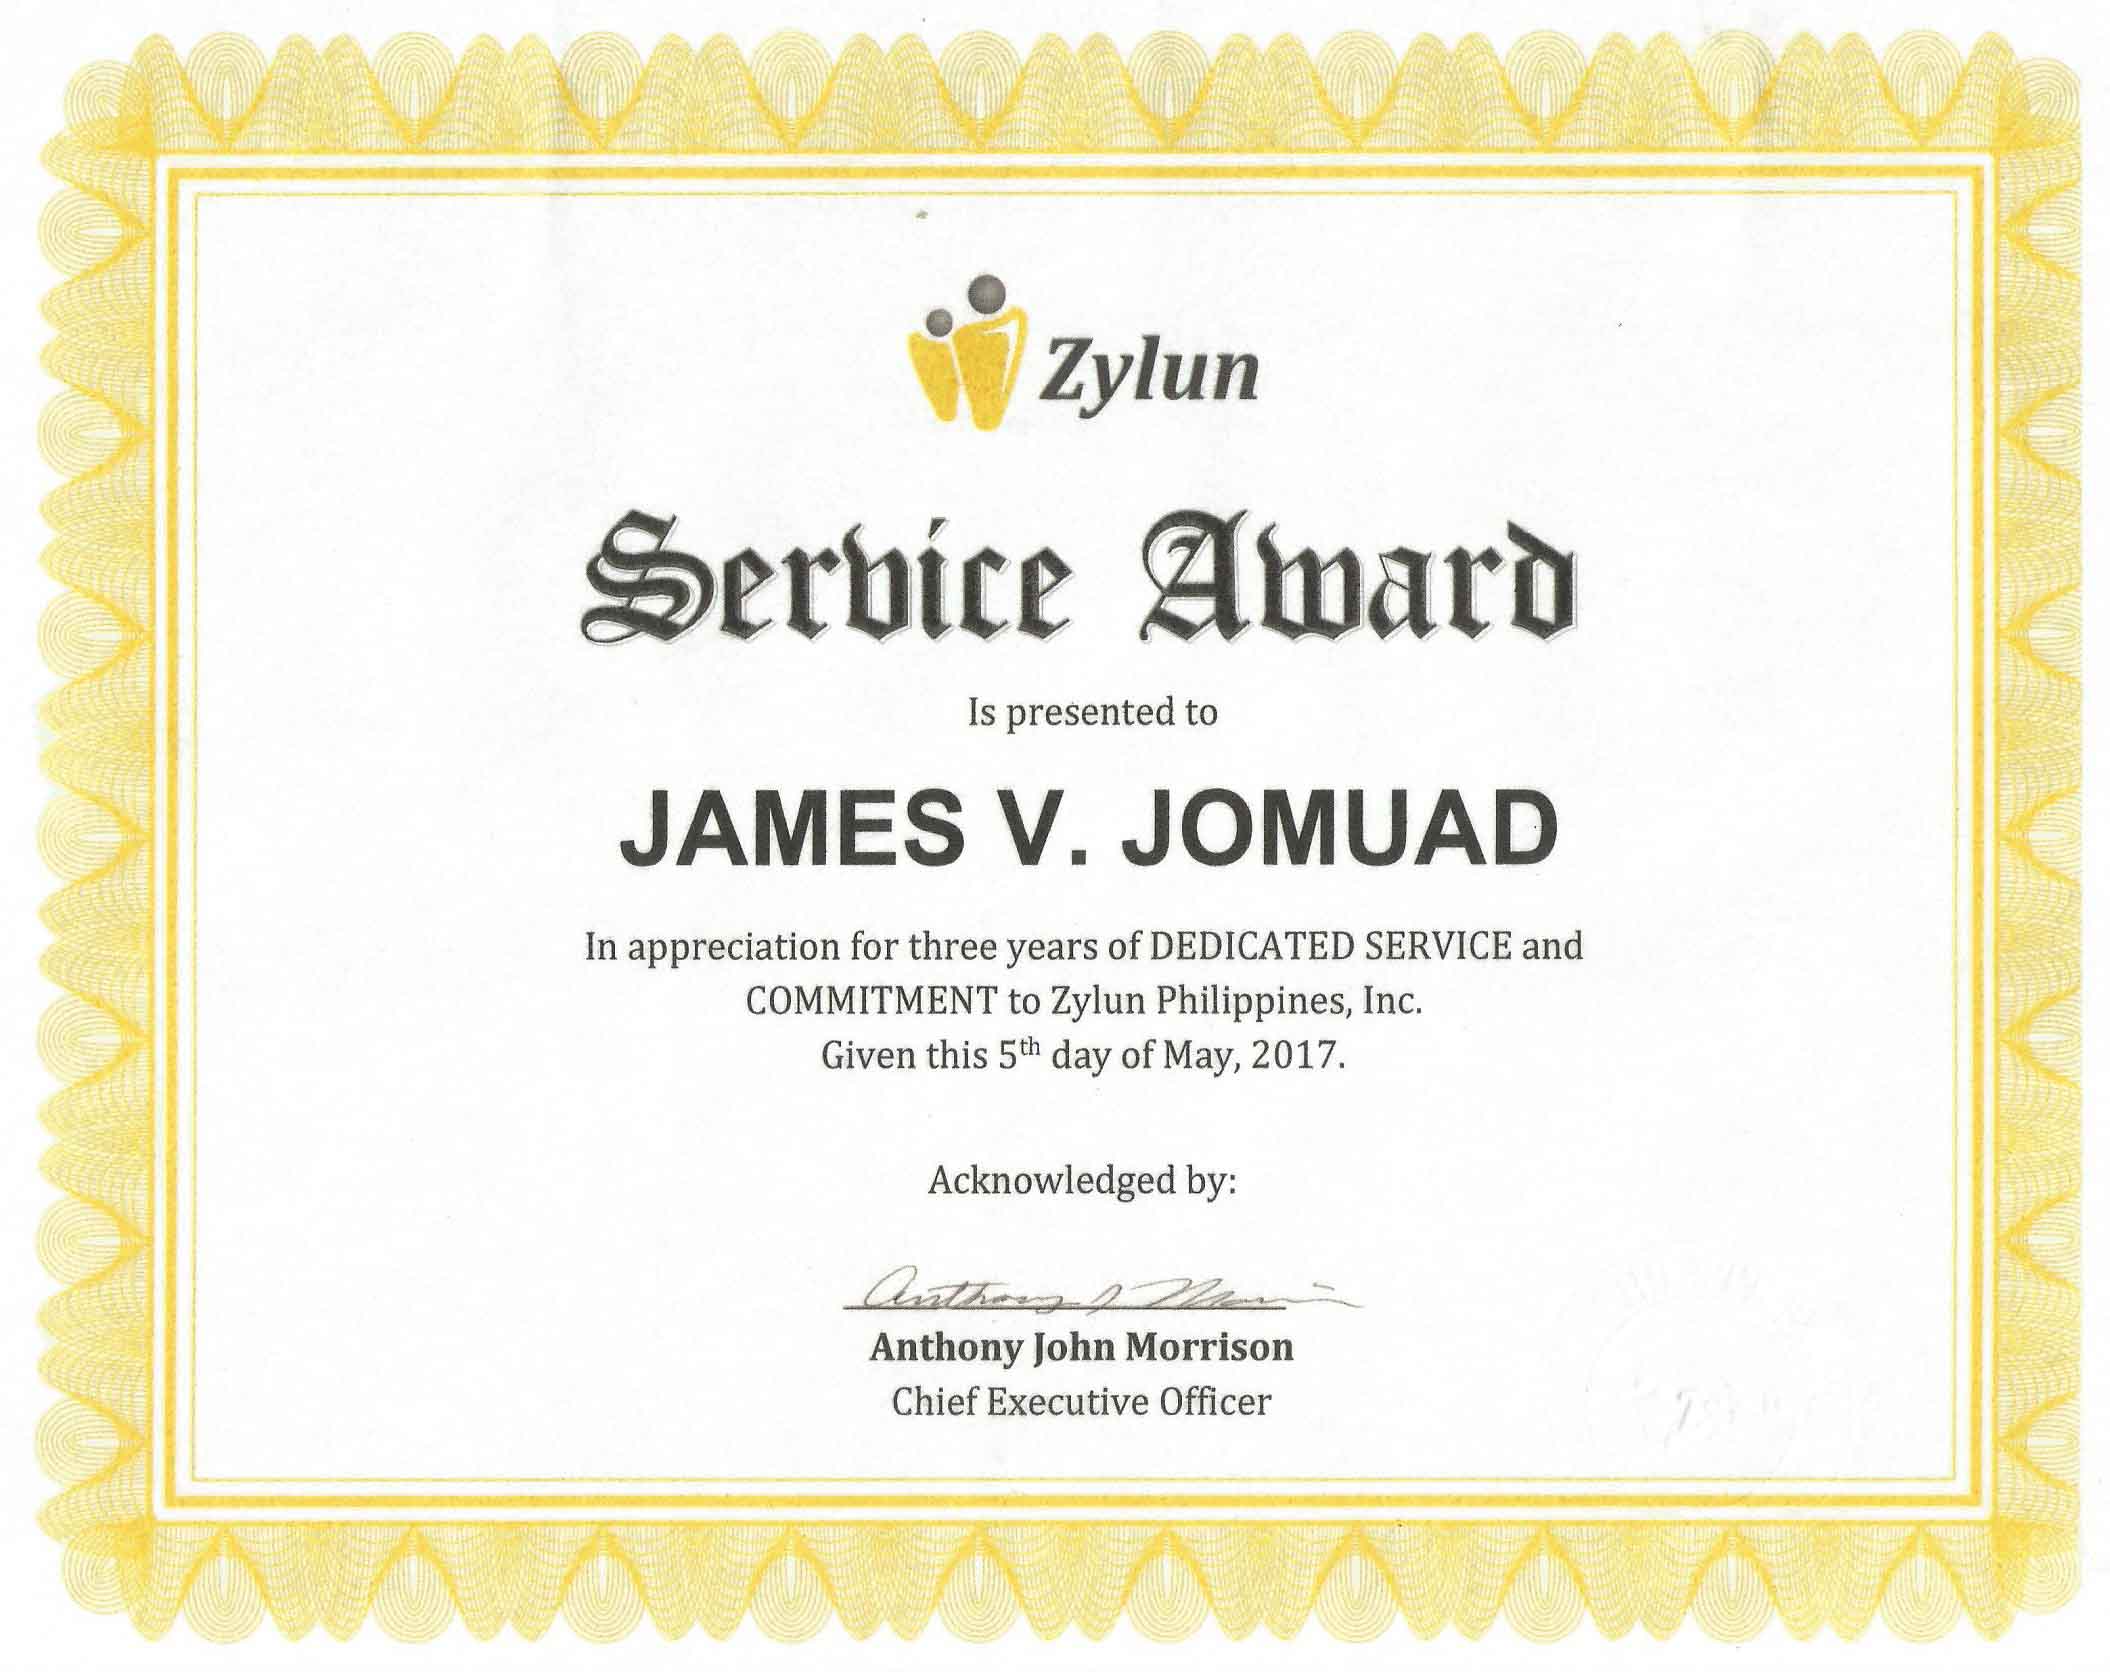 Zylun
Service Award
Is presented to
JAMES V. JOMUAD
In appreciation for three years of DEDICATED SERVICE and
COMMITMENT to Zylun Philippines, Inc.
Given this 5th day of May, 2017.
Acknowledged by:
Anthony J Morrison
Anthony John Morrison
Chief Executive Officer